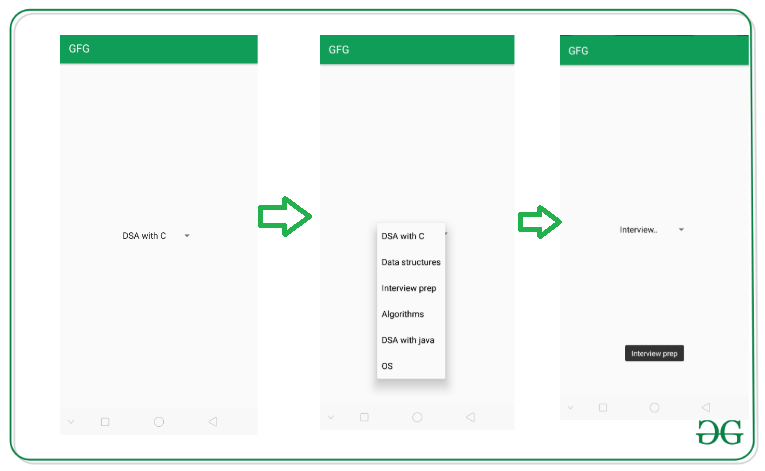 GFG
DSA with C
GFG
DSA with C
Data structures
Interview prep
Algorithms
DSA with java
OS
GFG
Interview..
Interview prep